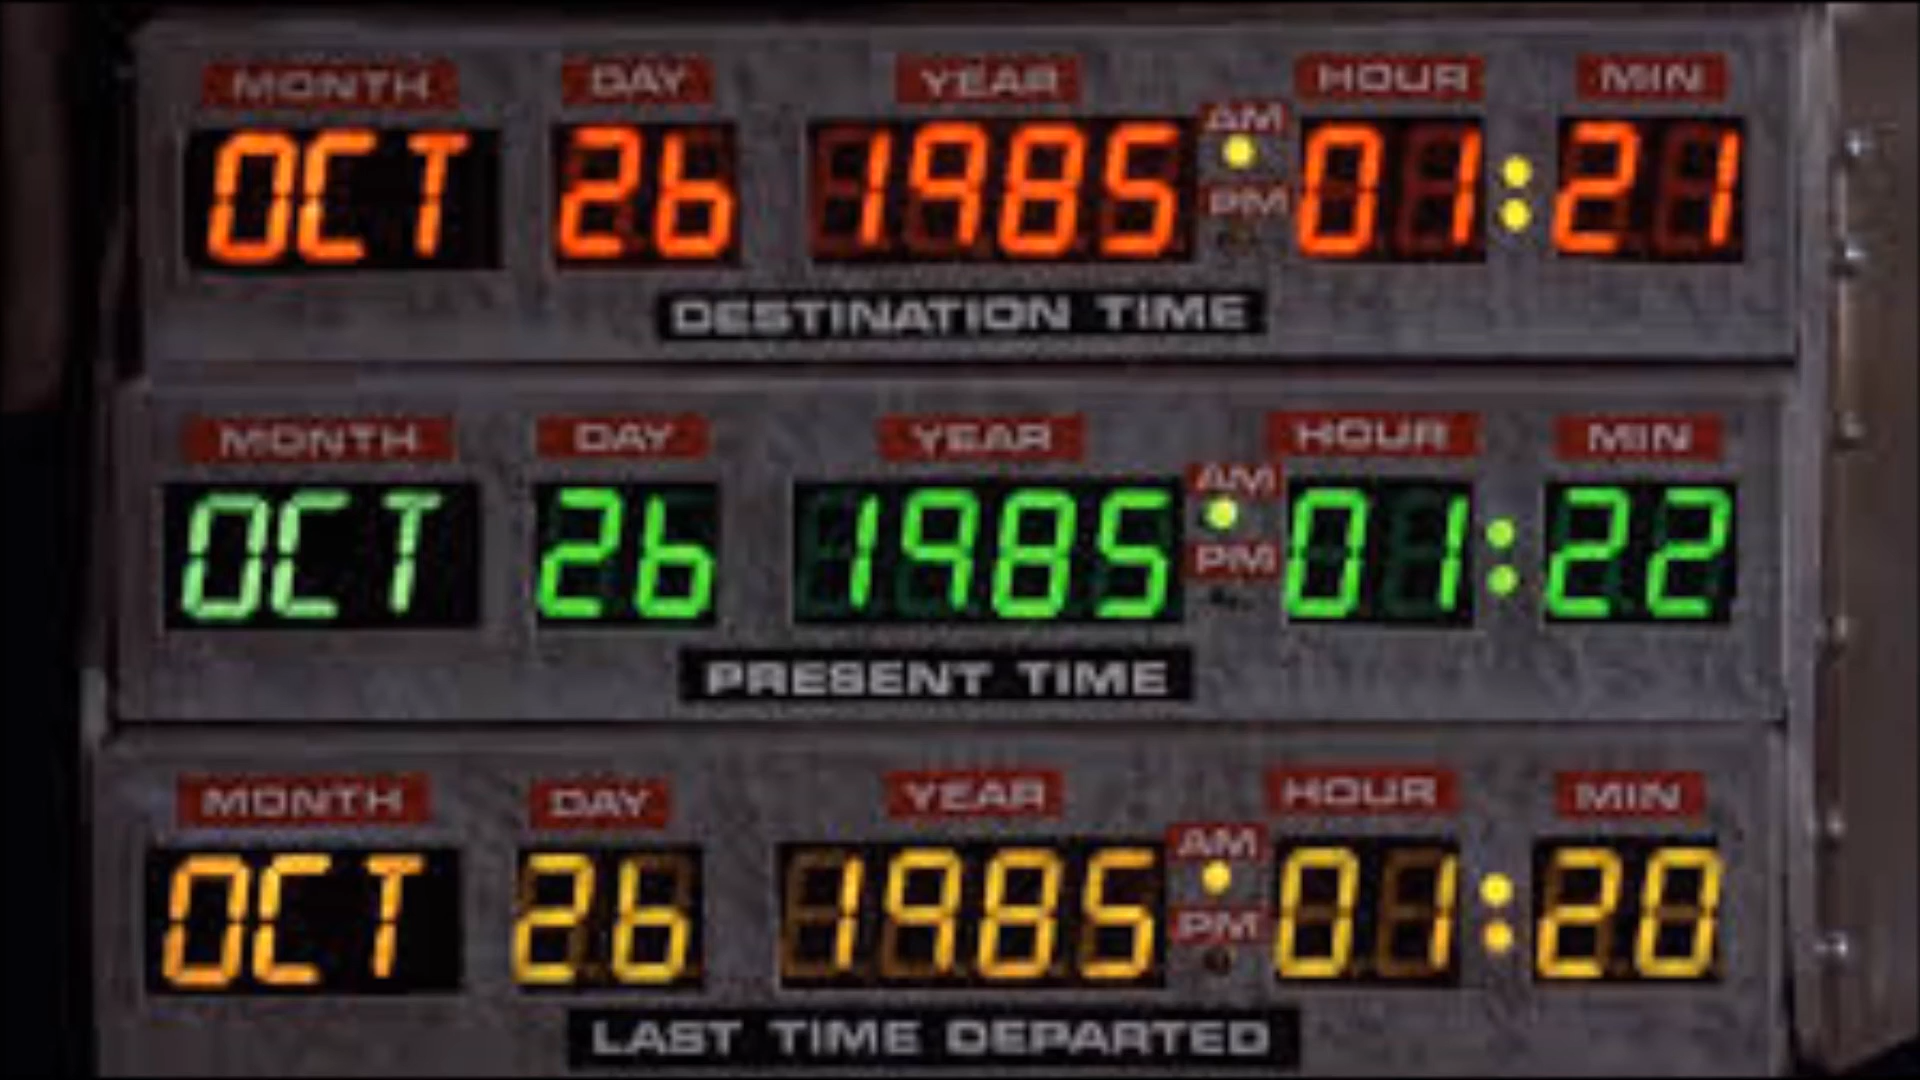 MONTH DAY YEAR AM PM HOUR MIN
OCT 26 1985 01:21
DESTINATION TIME
MONTH DAY YEAR AM PM HOUR MIN
OCT 26 1985 01:22
PRESENT TIME
MONTH DAY YEAR AM PM HOUR MIN
OCT 26 1985 01:20
LAST TIME DEPARTED